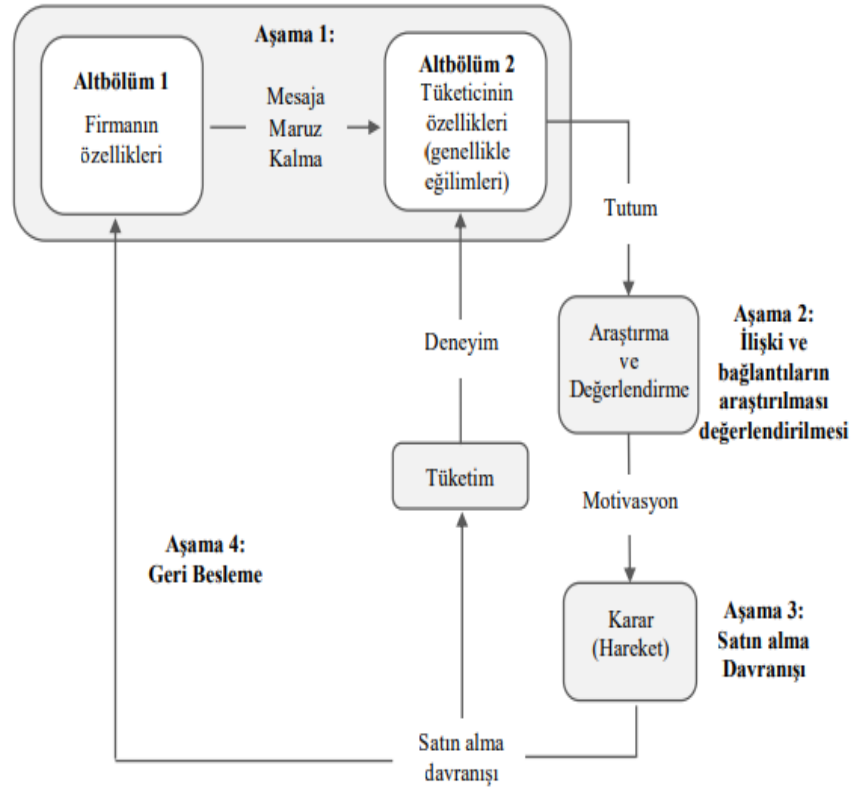 Aşama 1:
Altbölüm 1
Firmanın
özellikleri
Mesaja
Maruz
Kalma
Altbölüm 2
Tüketicinin
özellikleri
(genellikle
eğilimleri)
Tutum
Araştırma
ve
Değerlendirme
Aşama 2:
İlişki ve
bağlantıların
araştırılması
değerlendirilmesi
Deneyim
Tüketim
Motivasyon
Aşama 4:
Geri Besleme
Karar
(Hareket)
Aşama 3:
Satın alma
Davranışı
Satın alma
davranışı